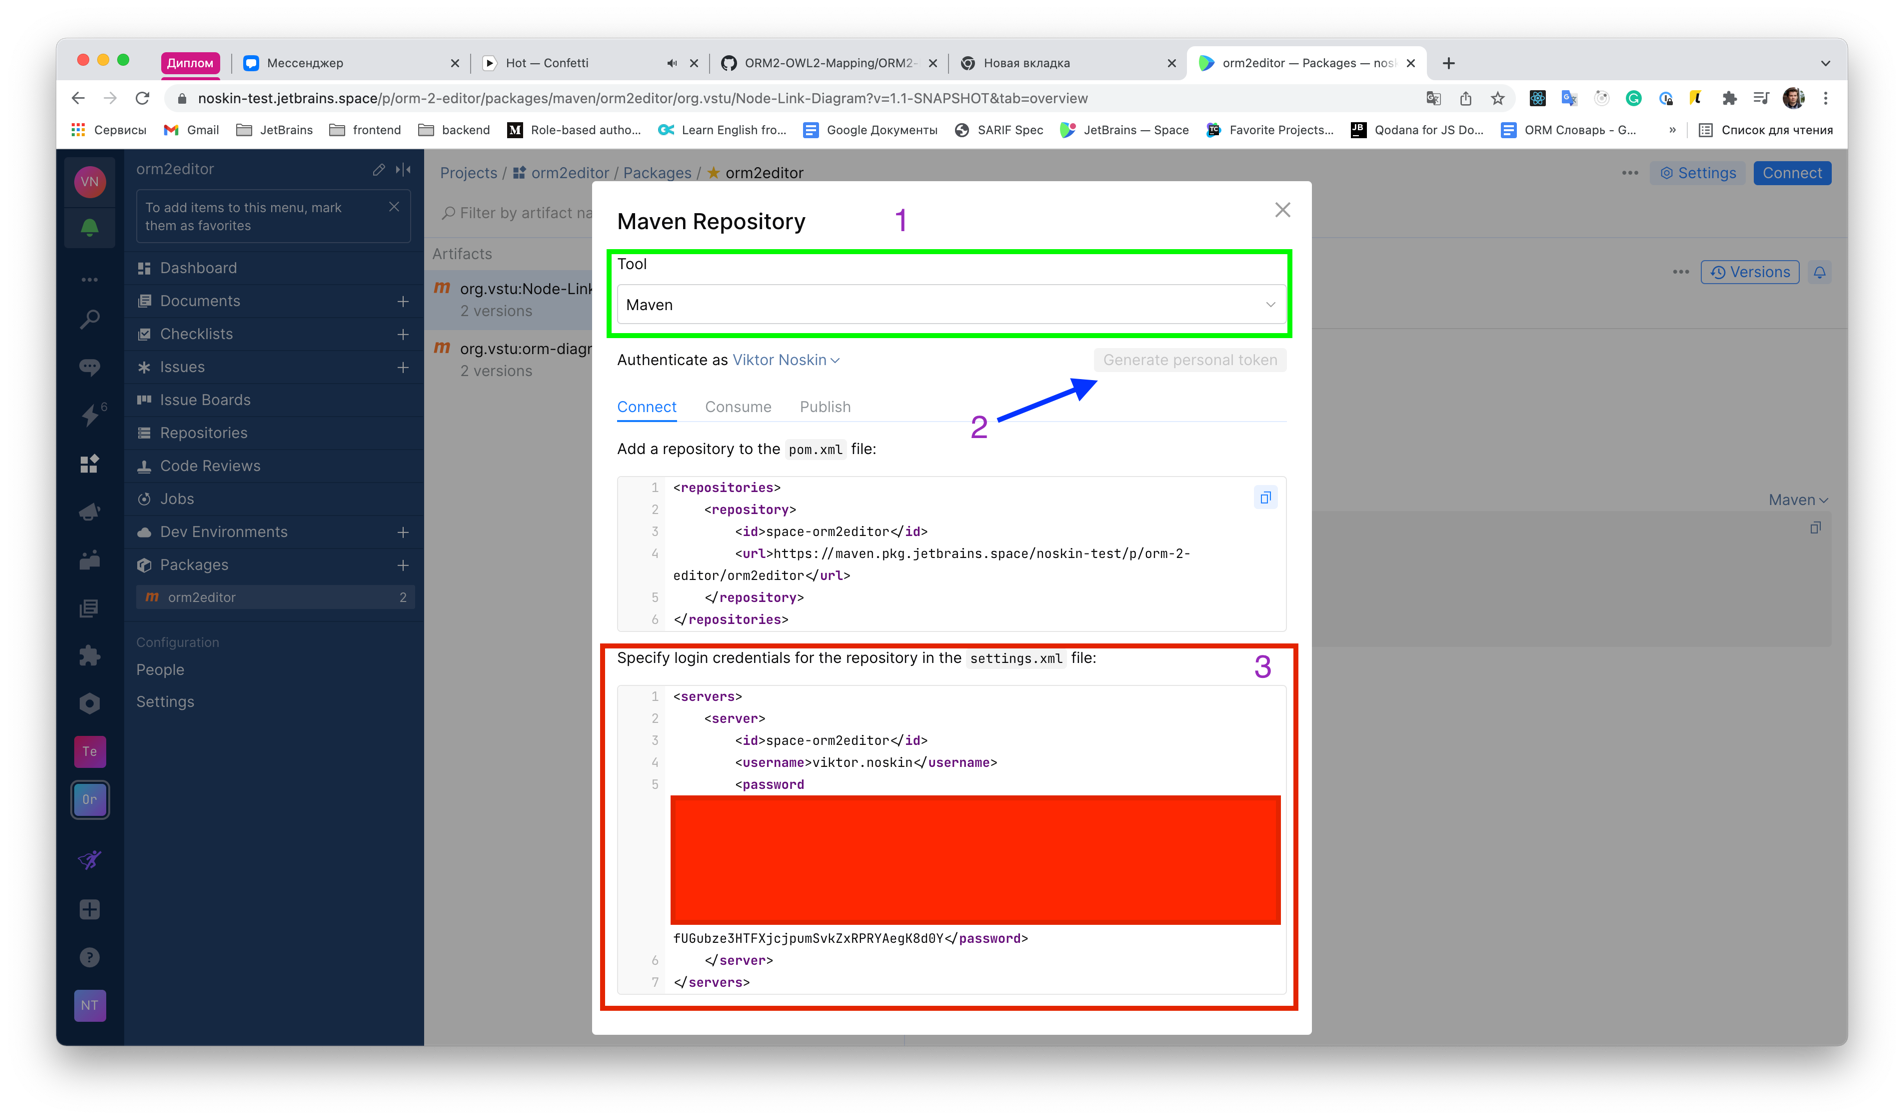 Диплом
Мессенджер
Hot — Confetti
ORM2-OWL2-Mapping/ORM2-
Новая вкладка
orm2editor — Packages — nosk
noskin-test.jetbrains.space/p/orm-2-editor/packages/maven/orm2editor/org.vstu/Node-Link-Diagram?v=1.1-SNAPSHOT&tab=overview
Сервисы
Gmail
JetBrains
frontend
backend
Role-based autho...
Learn English fro...
Google Документы
SARIF Spec
JetBrains — Space
Favorite Projects...
Qodana for JS Do...
ORM Словарь - G...
»
Список для чтения
VN
6
Te
Or
NT
orm2editor
To add items to this menu, mark
them as favorites
Dashboard
Documents
Checklists
Issues
Issue Boards
Repositories
Code Reviews
Jobs
Dev Environments
Packages
orm2editor 2
Configuration
People
Settings
Projects / orm2editor / Packages / orm2editor
Settings
Connect
Filter by artifact na
Artifacts
org.vstu:Node-Link
2 versions
org.vstu:orm-diagr
2 versions
Versions
Maven
Maven Repository
1
Tool
Maven
Authenticate as Viktor Noskin
Generate personal token
2
Connect Consume Publish
Add a repository to the pom.xml file:
1 <repositories>
2 <repository>
3 <id>space-orm2editor</id>
4 <url>https://maven.pkg.jetbrains.space/noskin-test/p/orm-2-
editor/orm2editor</url>
5 </repository>
6 </repositories>
Specify login credentials for the repository in the settings.xml file:
3
1 <servers>
2 <server>
3 <id>space-orm2editor</id>
4 <username>viktor.noskin</username>
5 <password
fUGubze3HTFXjcjpumSvkZxRPRYAegK8d0Y</password>
6 </server>
7 </servers>